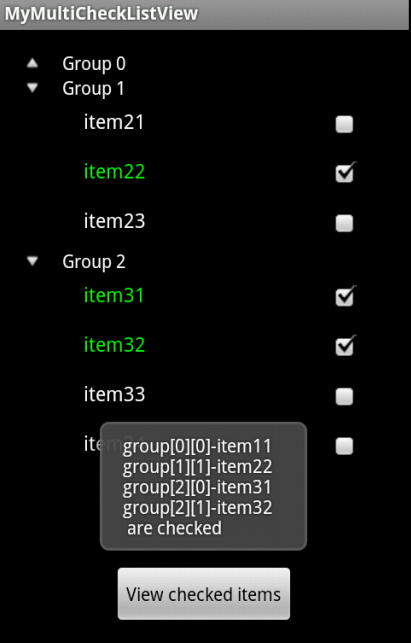 MyMultiCheckListView
Group 0
Group 1
item21
item22
item23
Group 2
item31
item32
item33
group[0][0]-item11
group[1][1]-item22
group[2][0]-item31
group[2][1]-item32
are checked
View checked items